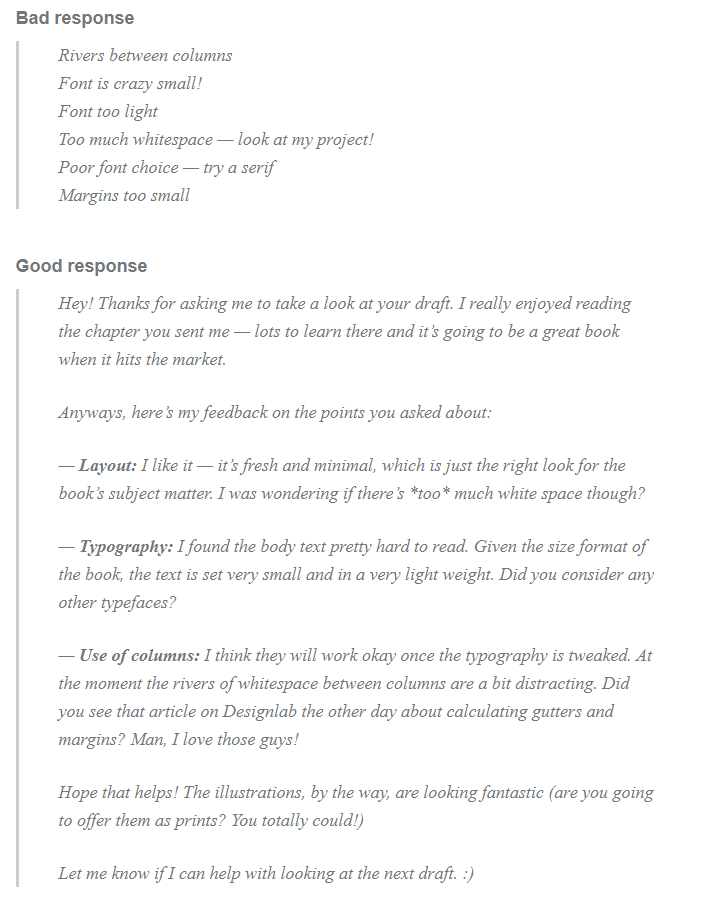 Bad response
Rivers between columns
Font is crazy small!
Font too light
Too much whitespace — look at my project!
Poor font choice — try a serif
Margins too small
Good response
Hey! Thanks for asking me to take a look at your draft. I really enjoyed reading
the chapter you sent me — lots to learn there and it’s going to be a great book
when it hits the market.
Anyways, here’s my feedback on the points you asked about:
— Layout: I like it — it’s fresh and minimal, which is just the right look for the
book’s subject matter. I was wondering if there’s *too* much white space though?
— Typography: I found the body text pretty hard to read. Given the size format of
the book, the text is set very small and in a very light weight. Did you consider any
other typefaces?
— Use of columns: I think they will work okay once the typography is tweaked. At
the moment the rivers of whitespace between columns are a bit distracting. Did
you see that article on Designlab the other day about calculating gutters and
margins? Man, I love those guys!
Hope that helps! The illustrations, by the way, are looking fantastic (are you going
to offer them as prints? You totally could!)
Let me know if I can help with looking at the next draft. :)